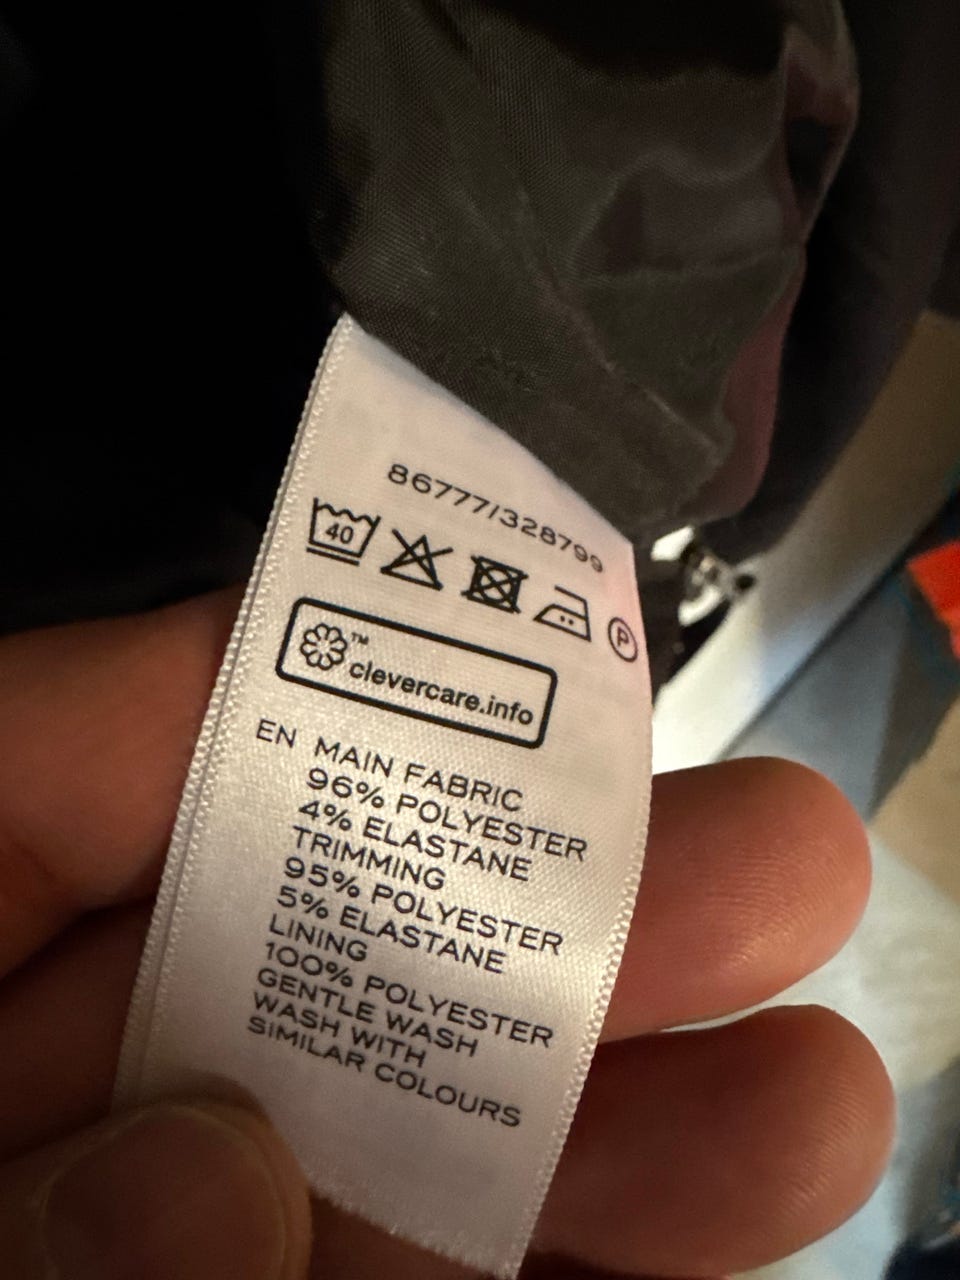 86777/328799
40
P
™
clevercare.info
EN MAIN FABRIC
96% POLYESTER
4% ELASTANE
TRIMMING
95% POLYESTER
5% ELASTANE
LINING
100% POLYESTER
GENTLE WASH
WASH WITH
SIMILAR COLOURS